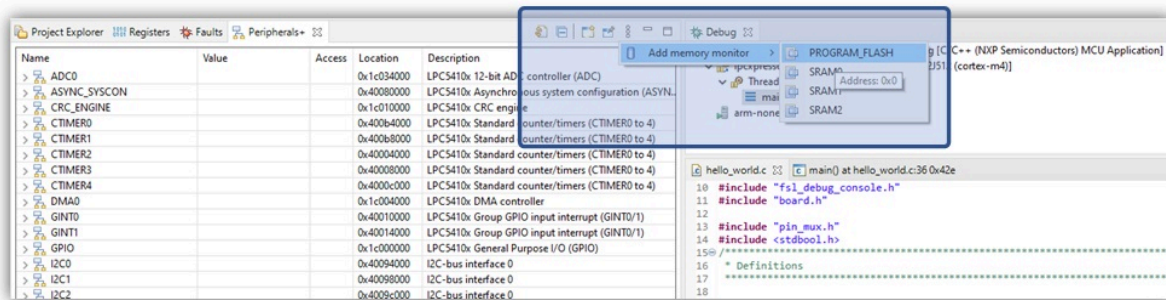 Project Explorer Registers Faults Peripherals+
Name Value Access Location Description
ADC0 0x1c034000 LPC5410x 12-bit ADC controller (ADC)
ASYNC_SYSCON 0x40080000 LPC5410x Asynchronous system configuration (ASYN...
CRC_ENGINE 0x1c010000 LPC5410x CRC engine
CTIMER0 0x400b4000 LPC5410x Standard counter/timers (CTIMER0 to 4)
CTIMER1 0x400b8000 LPC5410x Standard counter/timers (CTIMER0 to 4)
CTIMER2 0x40004000 LPC5410x Standard counter/timers (CTIMER0 to 4)
CTIMER3 0x40008000 LPC5410x Standard counter/timers (CTIMER0 to 4)
CTIMER4 0x4000c000 LPC5410x Standard counter/timers (CTIMER0 to 4)
DMA0 0x1c004000 LPC5410x DMA controller
GINT0 0x40010000 LPC5410x Group GPIO input interrupt (GINT0/1)
GINT1 0x40014000 LPC5410x Group GPIO input interrupt (GINT0/1)
GPIO 0x1c000000 LPC5410x General Purpose I/O (GPIO)
I2C0 0x40094000 I2C-bus interface 0
I2C1 0x40098000 I2C-bus interface 0
I2C2 0x4009c000 I2C-bus interface 0
Debug
Add memory monitor > PROGRAM_FLASH
SRAM0
Address: 0x0
SRAM1
SRAM2
C++ (NXP Semiconductors) MCU Application]
(cortex-m4)]
Thread
mai
arm-none
hello_world.c main() at hello_world.c:36 0x42e
10 #include "fsl_debug_console.h"
11 #include "board.h"
12
13 #include "pin_mux.h"
14 #include <stdbool.h>
15 /*******************************************************************************
16 * Definitions
17 ******************************************************************************
18